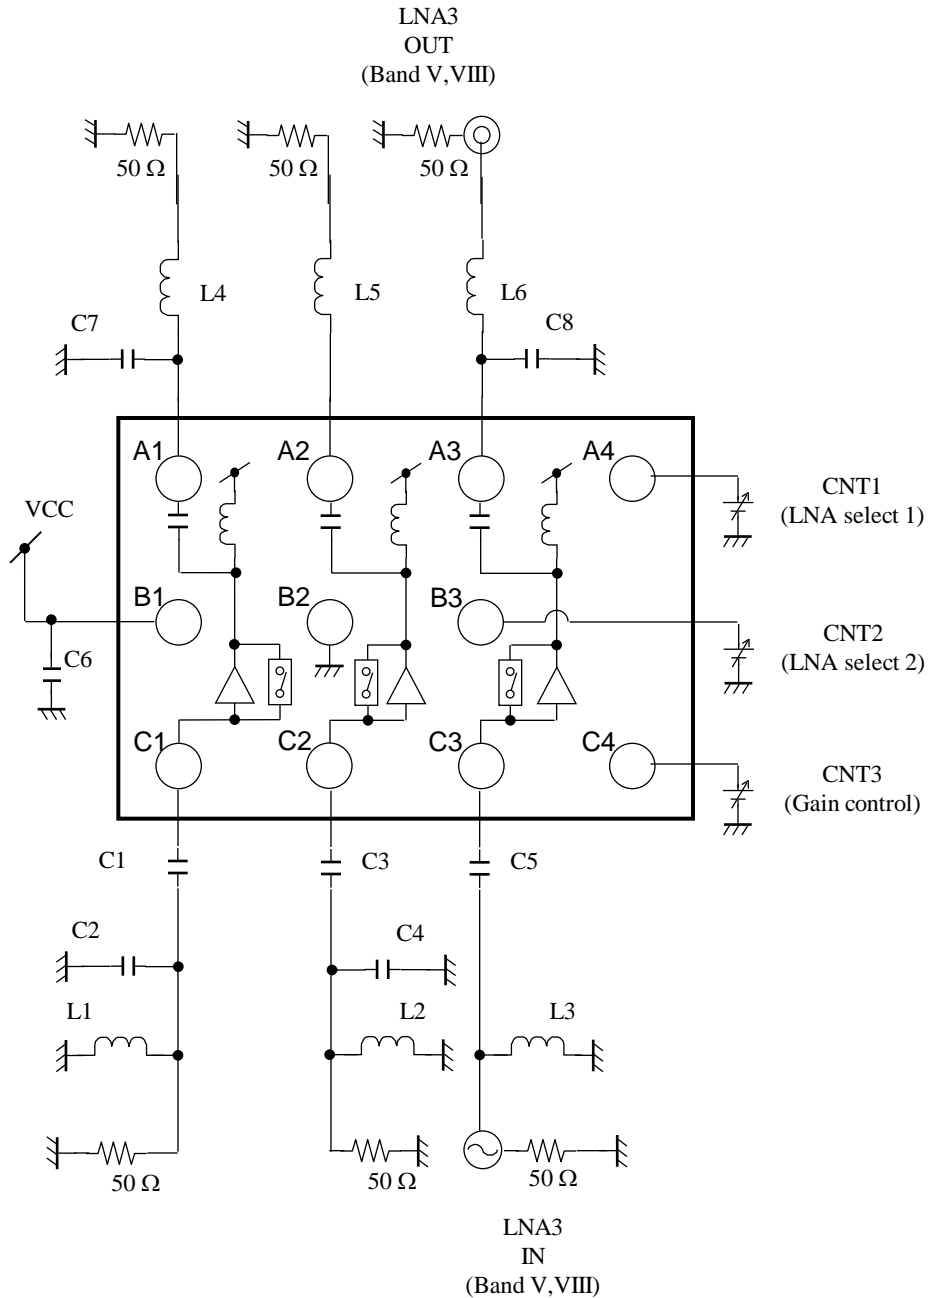 LNA3
OUT
(Band V,VIII)
50 Ω
50 Ω
50 Ω
L4
L5
L6
C7
C8
A1
A2
A3
A4
VCC
CNT1
(LNA select 1)
B1
B2
B3
C6
CNT2
(LNA select 2)
C1
C2
C3
C4
CNT3
(Gain control)
C1
C3
C5
C2
C4
L1
L2
L3
50 Ω
50 Ω
50 Ω
LNA3
IN
(Band V,VIII)